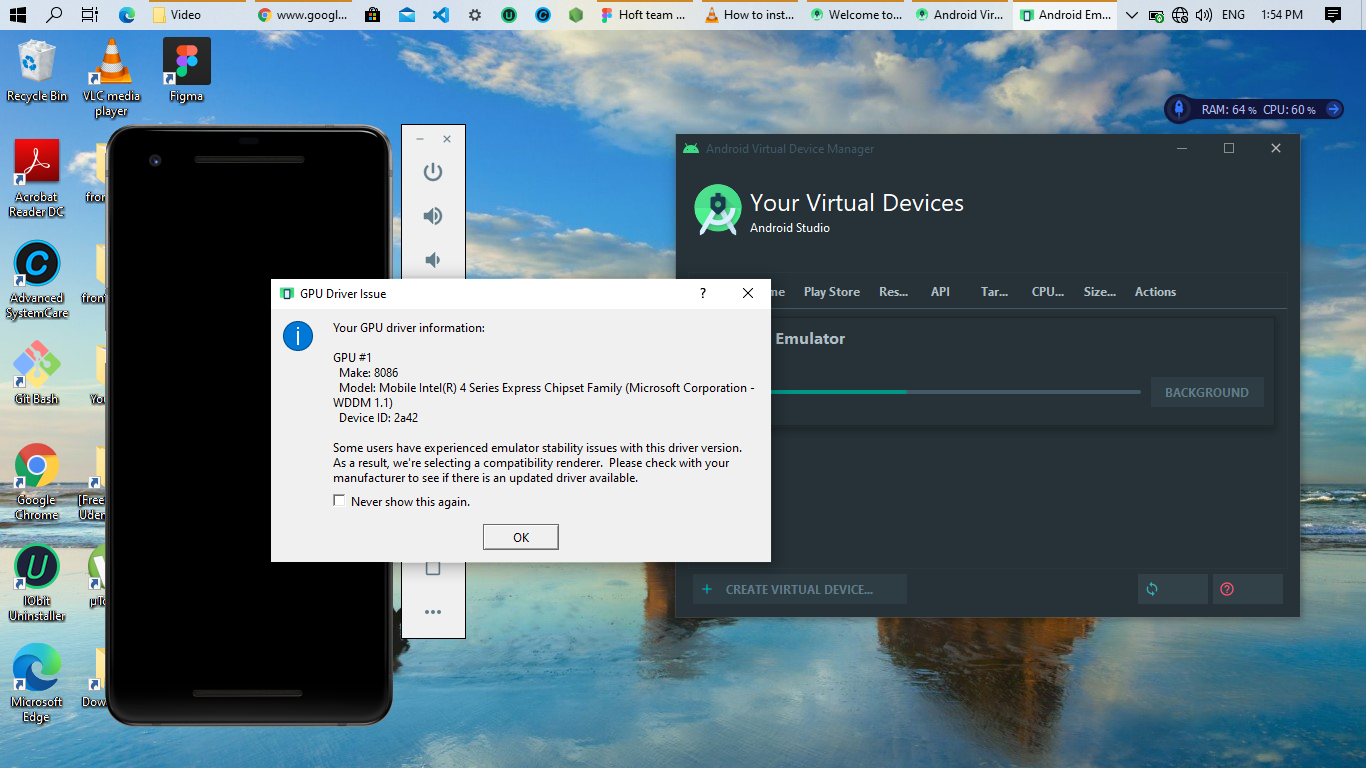 Video
www.googl...
Hoft team ...
How to inst...
Welcome to...
Android Vir...
Android Em...
ENG
1:54 PM
Recycle Bin
VLC media
player
Figma
RAM: 64 % CPU: 60 %
Acrobat
Reader DC
Advanced
SystemCare
Git Bash
Google
Chrome
[Free
IObit
Uninstaller
Microsoft
Edge
Android Virtual Device Manager
Your Virtual Devices
Android Studio
Play Store
Res...
API
Tar...
CPU...
Size...
Actions
Emulator
BACKGROUND
CREATE VIRTUAL DEVICE...
GPU Driver Issue
Your GPU driver information:
GPU #1
Make: 8086
Model: Mobile Intel(R) 4 Series Express Chipset Family (Microsoft Corporation -
WDDM 1.1)
Device ID: 2a42
Some users have experienced emulator stability issues with this driver version.
As a result, we're selecting a compatibility renderer. Please check with your
manufacturer to see if there is an updated driver available.
Never show this again.
OK